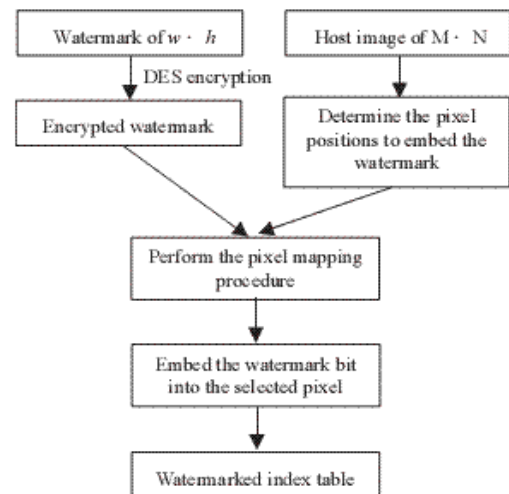 Watermark of w · h
Host image of M · N
DES encryption
Encrypted watermark
Determine the pixel
positions to embed the
watermark
Perform the pixel mapping
procedure
Embed the watermark bit
into the selected pixel
Watermarked index table